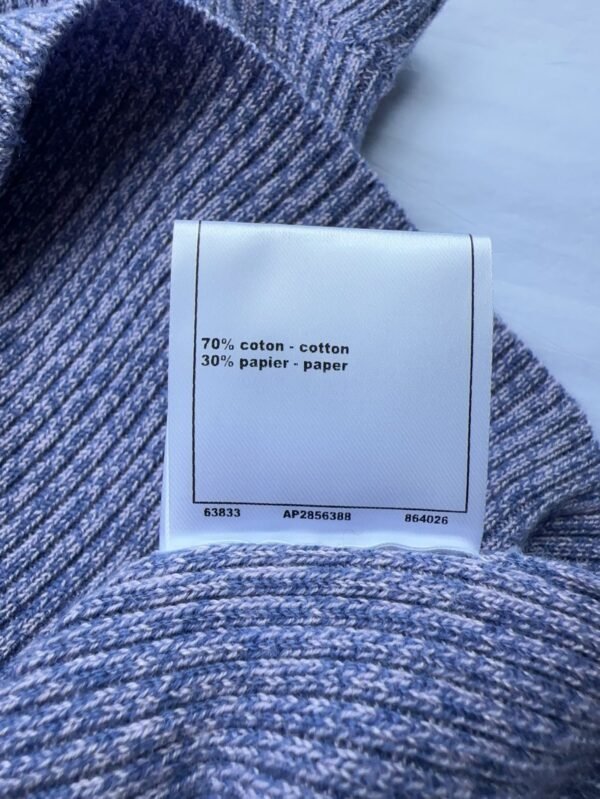 70% coton - cotton
30% papier - paper
63833 AP2856388 864026